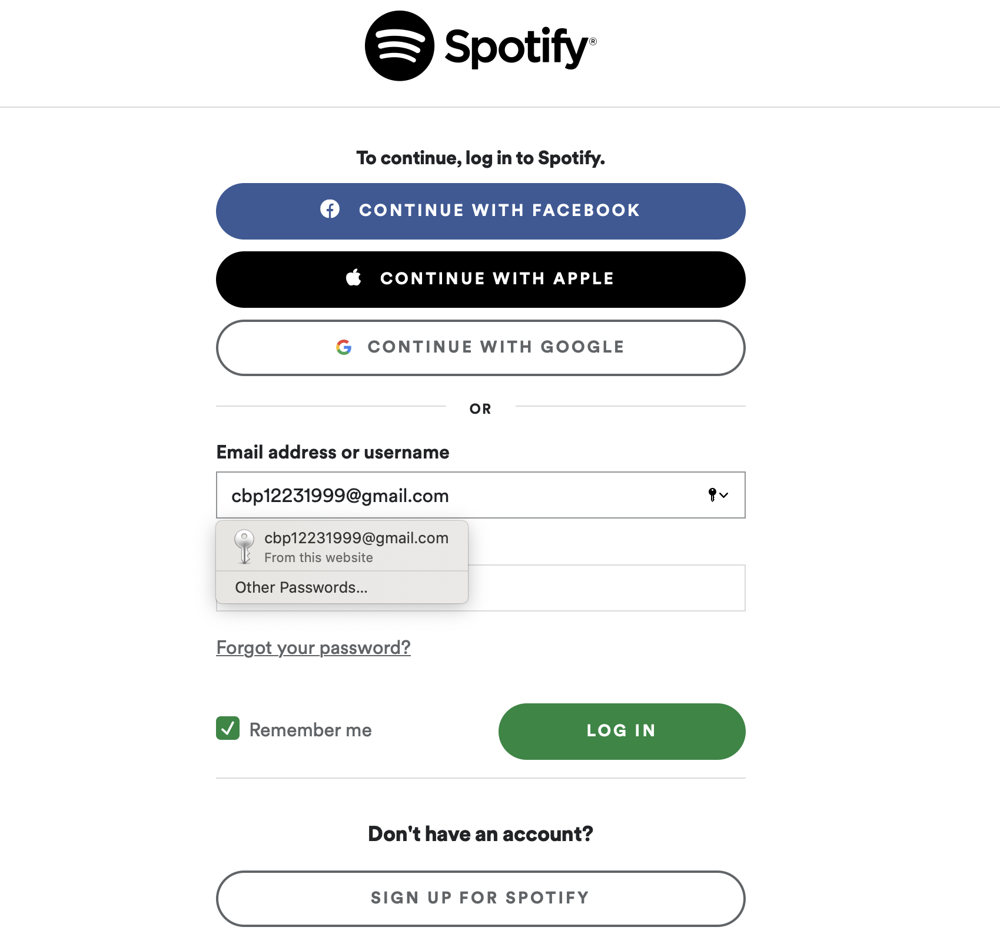 Spotify®
To continue, log in to Spotify.
CONTINUE WITH FACEBOOK
CONTINUE WITH APPLE
CONTINUE WITH GOOGLE
OR
Email address or username
cbp12231999@gmail.com
cbp12231999@gmail.com
From this website
Other Passwords...
Forgot your password?
Remember me
LOG IN
Don't have an account?
SIGN UP FOR SPOTIFY